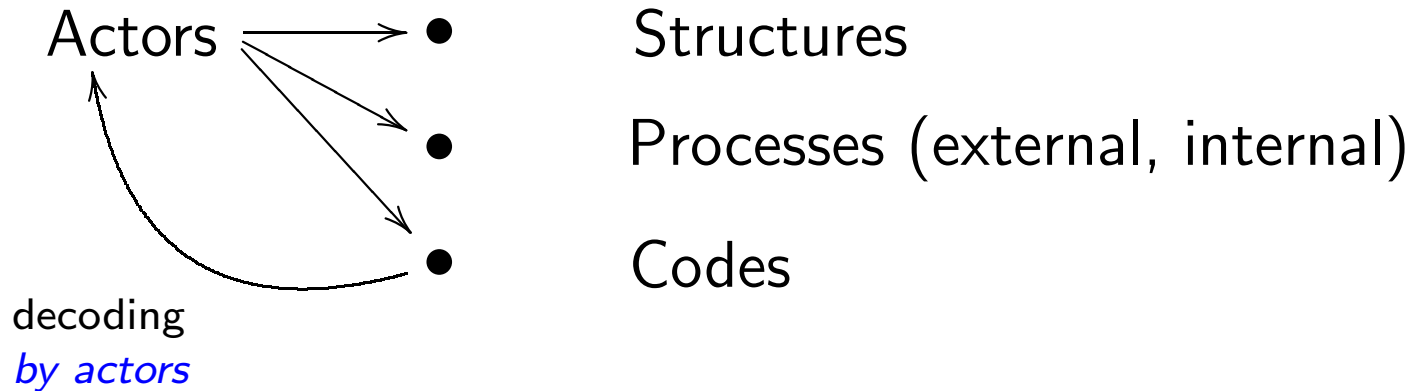 Actors • Structures
• Processes (external, internal)
• Codes
decoding
by actors